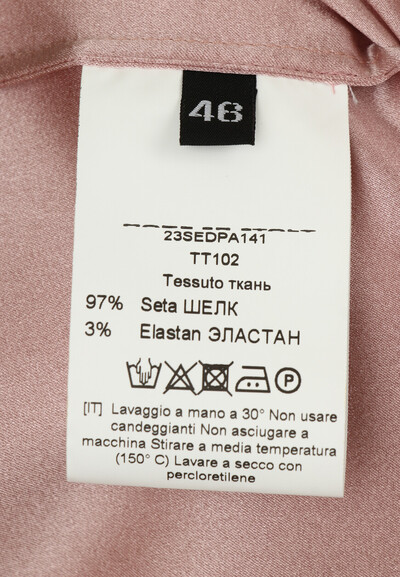 46
23SEDPA141
TT102
Tessuto ткань
97% Seta ШЕЛК
3% Elastan ЭЛАСТАН
[IT] Lavaggio a mano a 30° Non usare
candeggianti Non asciugare a
macchina Stirare a media temperatura
(150° C) Lavare a secco con
percloretilene